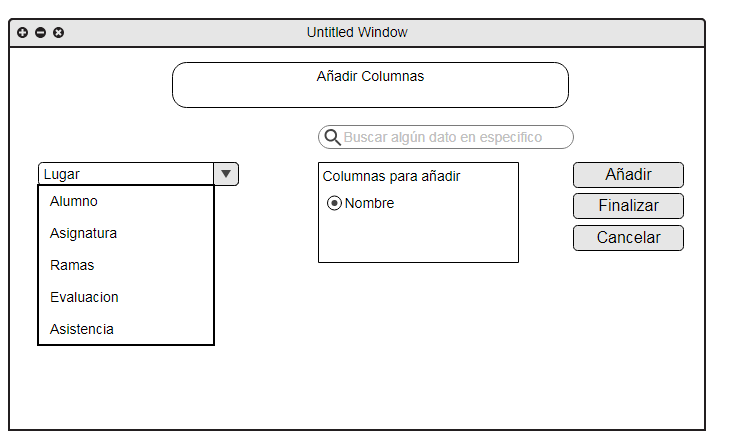 Untitled Window
Añadir Columnas
Buscar algún dato en especifico
Lugar
Alumno
Asignatura
Ramas
Evaluacion
Asistencia
Columnas para añadir
Nombre
Añadir
Finalizar
Cancelar